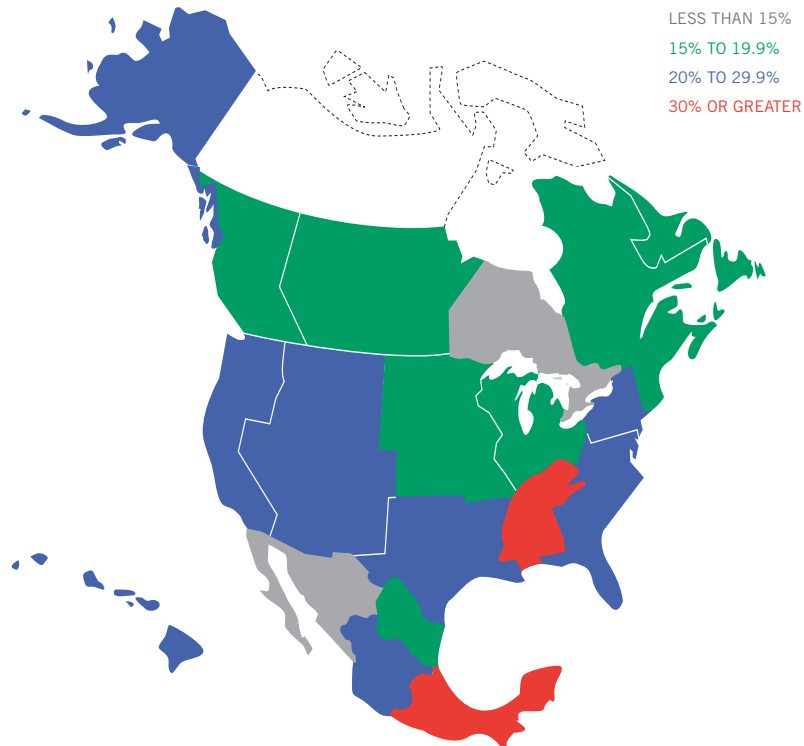 LESS THAN 15%
15% TO 19.9%
20% TO 29.9%
30% OR GREATER